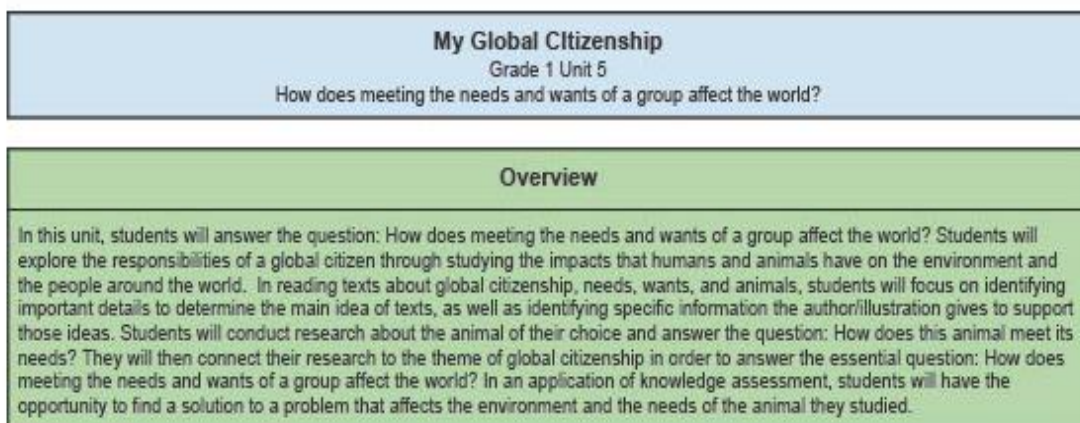 My Global CItizenship
Grade 1 Unit 5
How does meeting the needs and wants of a group affect the world?
Overview
In this unit, students will answer the question: How does meeting the needs and wants of a group affect the world? Students will
explore the responsibilities of a global citizen through studying the impacts that humans and animals have on the environment and
the people around the world. In reading texts about global citizenship, needs, wants, and animals, students will focus on identifying
important details to determine the main idea of texts, as well as identifying specific information the author/illustration gives to support
those ideas. Students will conduct research about the animal of their choice and answer the question: How does this animal meet its
needs? They will then connect their research to the theme of global citizenship in order to answer the essential question: How does
meeting the needs and wants of a group affect the world? In an application of knowledge assessment, students will have the
opportunity to find a solution to a problem that affects the environment and the needs of the animal they studied.